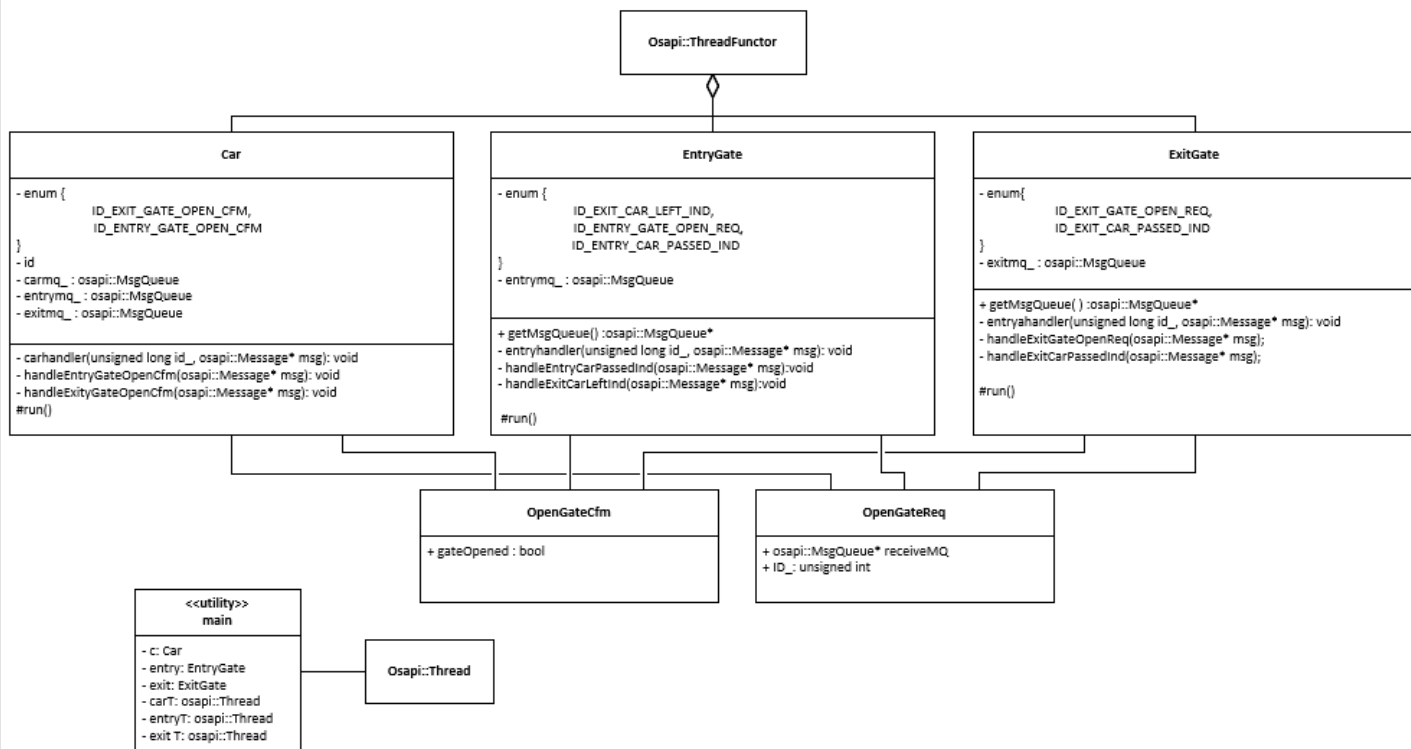 Osapi::ThreadFunctor
Car
- enum {
ID_EXIT_GATE_OPEN_CFM,
ID_ENTRY_GATE_OPEN_CFM
}
- id
- carmq_ : osapi::MsgQueue
- entrymq_ : osapi::MsgQueue
- exitmq_ : osapi::MsgQueue
- carhandler(unsigned long id_, osapi::Message* msg): void
- handleEntryGateOpenCfm(osapi::Message* msg): void
- handleExityGateOpenCfm(osapi::Message* msg): void
#run()
EntryGate
- enum {
ID_EXIT_CAR_LEFT_IND,
ID_ENTRY_GATE_OPEN_REQ,
ID_ENTRY_CAR_PASSED_IND
}
- entrymq_ : osapi::MsgQueue
+ getMsgQueue() :osapi::MsgQueue*
- entryhandler(unsigned long id_, osapi::Message* msg): void
- handleEntryCarPassedInd(osapi::Message* msg):void
- handleExitCarLeftInd(osapi::Message* msg):void
#run()
ExitGate
- enum{
ID_EXIT_GATE_OPEN_REQ,
ID_EXIT_CAR_PASSED_IND
}
- exitmq_ : osapi::MsgQueue
+ getMsgQueue( ) :osapi::MsgQueue*
- entryahandler(unsigned long id_, osapi::Message* msg): void
- handleExitGateOpenReq(osapi::Message* msg);
- handleExitCarPassedInd(osapi::Message* msg);
#run()
OpenGateCfm
+ gateOpened : bool
OpenGateReq
+ osapi::MsgQueue* receiveMQ
+ ID_: unsigned int
<<utility>>
main
- c: Car
- entry: EntryGate
- exit: ExitGate
- carT: osapi::Thread
- entryT: osapi::Thread
- exit T: osapi::Thread
Osapi::Thread